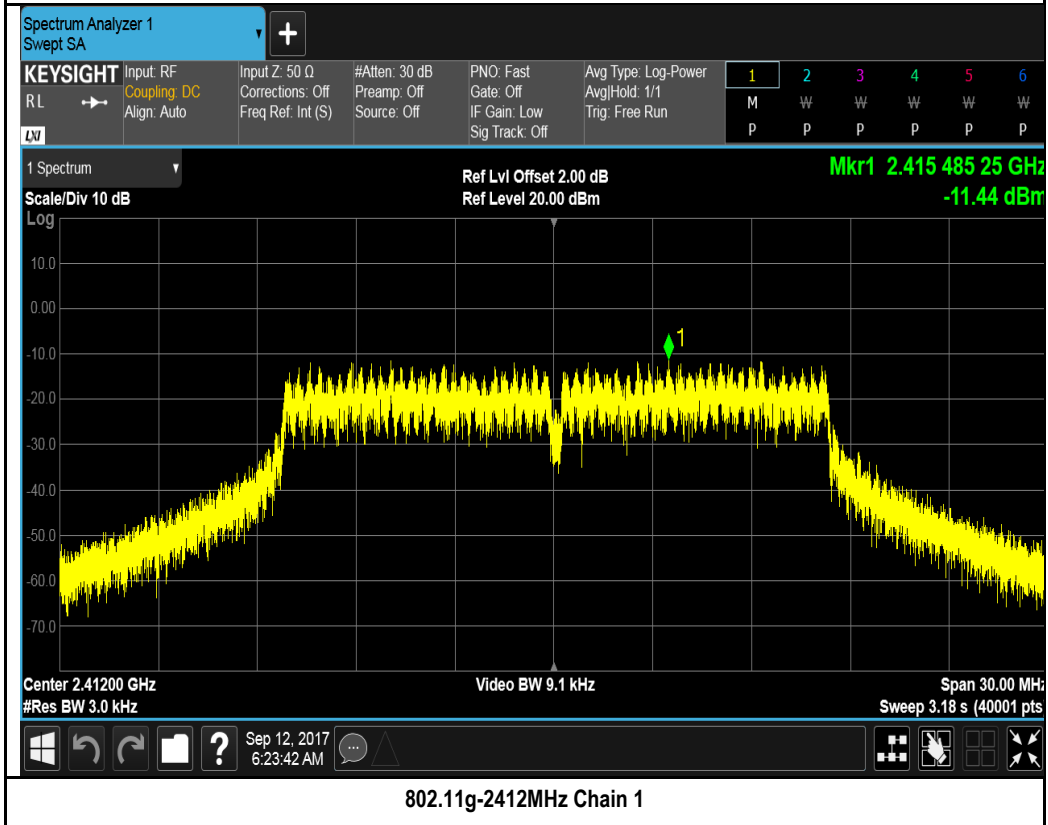 Spectrum Analyzer 1
Swept SA
+
KEYSIGHT
RL
LXI
Input: RF
Coupling: DC
Align: Auto
Input Z: 50 Ω
Corrections: Off
Freq Ref: Int (S)
#Atten: 30 dB
Preamp: Off
Source: Off
PNO: Fast
Gate: Off
IF Gain: Low
Sig Track: Off
Avg Type: Log-Power
Avg|Hold: 1/1
Trig: Free Run
1 2 3 4 5 6
M W W W W W
P P P P P P
1 Spectrum
Scale/Div 10 dB
Ref Lvl Offset 2.00 dB
Ref Level 20.00 dBm
Mkr1 2.415 485 25 GHz
-11.44 dBm
Log
10.0
0.00
-10.0
-20.0
-30.0
-40.0
-50.0
-60.0
-70.0
1
Center 2.41200 GHz
#Res BW 3.0 kHz
Video BW 9.1 kHz
Span 30.00 MHz
Sweep 3.18 s (40001 pts
?
Sep 12, 2017
6:23:42 AM
802.11g-2412MHz Chain 1